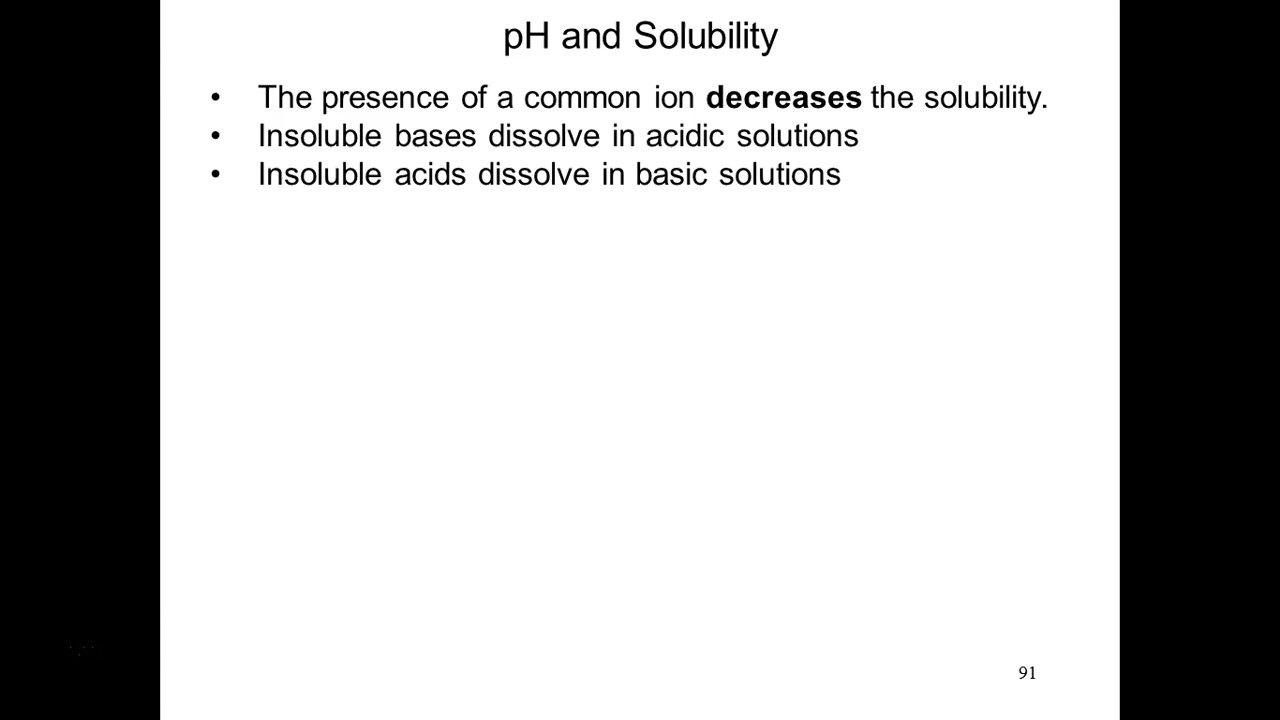 pH and Solubility
• The presence of a common ion decreases the solubility.
• Insoluble bases dissolve in acidic solutions
• Insoluble acids dissolve in basic solutions
91